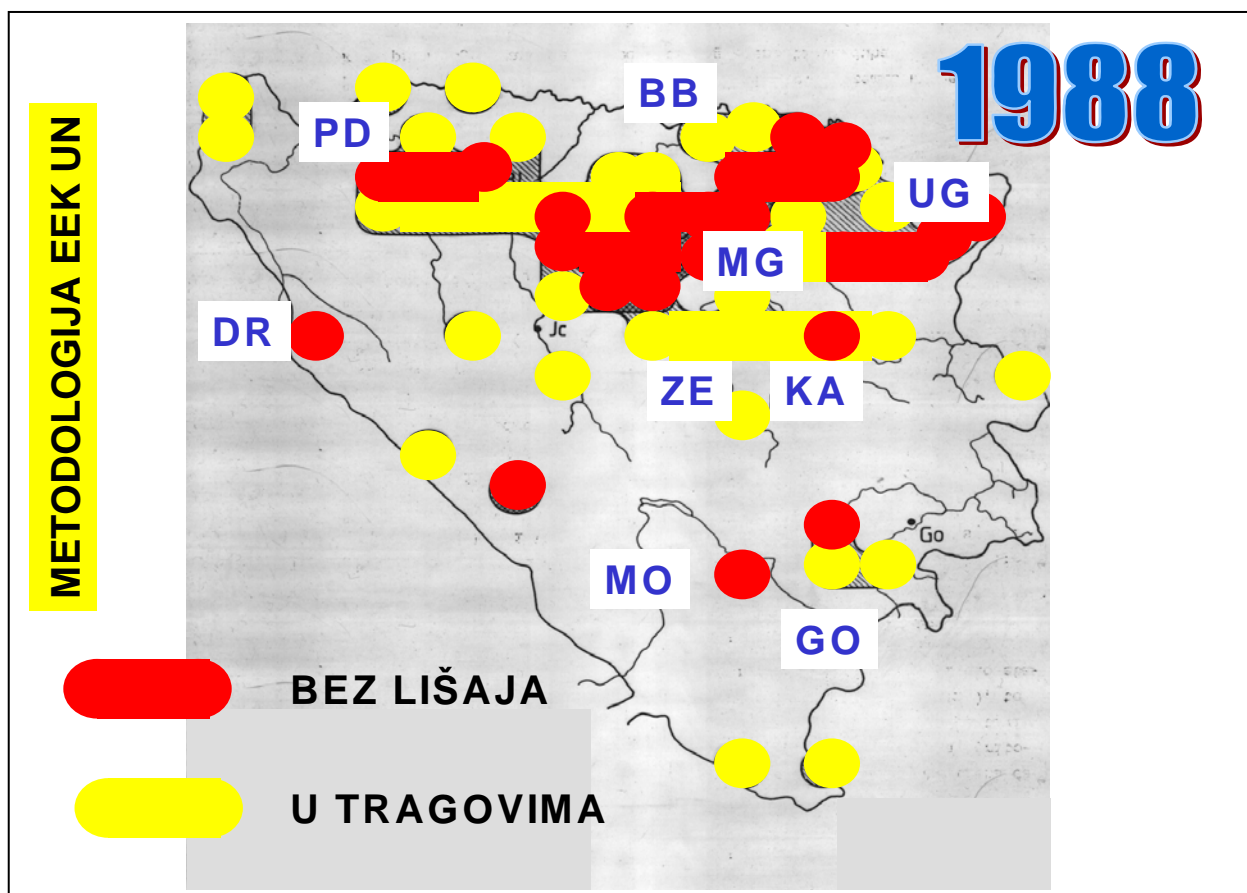 1988
METODOLOGIJA EEK UN
BB
PD
UG
MG
DR
Jc
ZE
KA
Go
MO
GO
BEZ LIŠAJA
U TRAGOVIMA